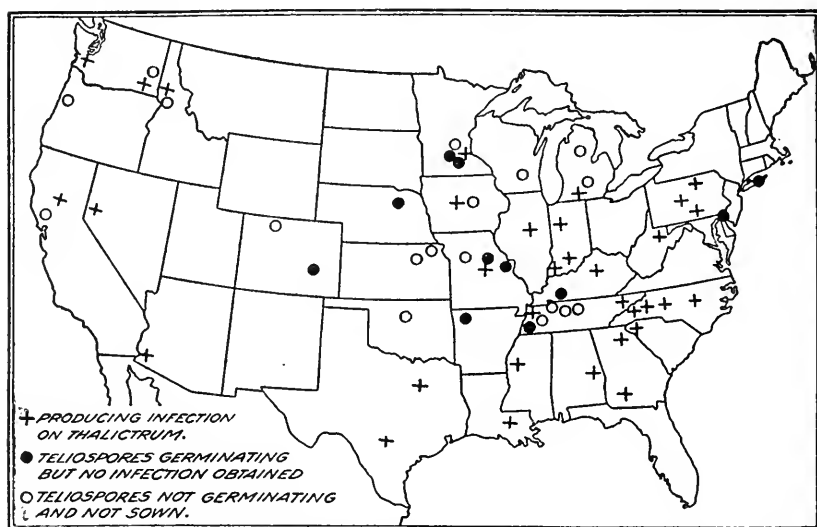 + PRODUCING INFECTION
ON THALICTRUM.
● TELIOSPORES GERMINATING
BUT NO INFECTION OBTAINED
○ TELIOSPORES NOT GERMINATING
AND NOT SOWN.